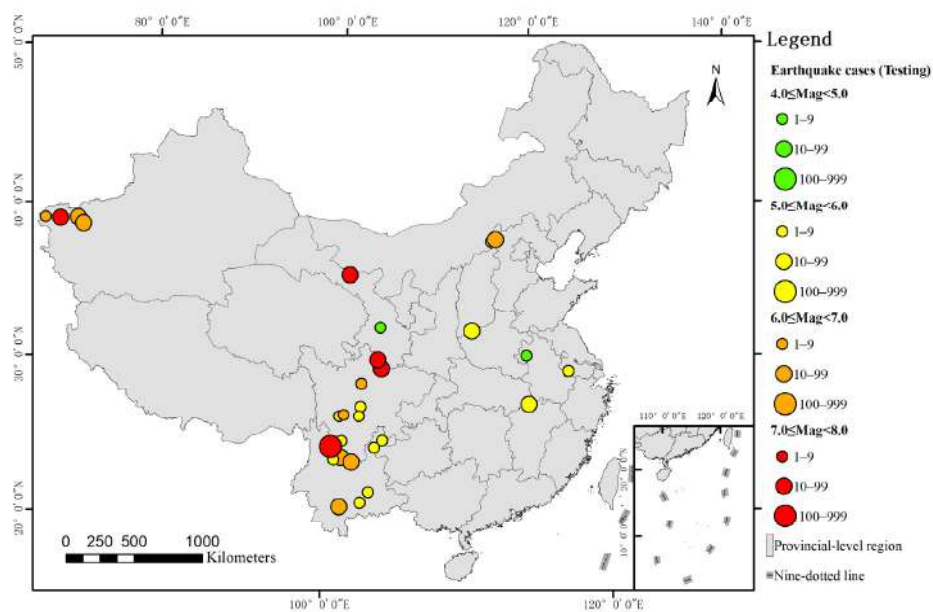 80° 0′0″E 100° 0′0″E 120° 0′0″E 140° 0′0″E
50° 0′0″N
40° 0′0″N
30° 0′0″N
20° 0′0″N
N
Legend
Earthquake cases (Testing)
4.0≤Mag<5.0
1–9
10–99
100–999
5.0≤Mag<6.0
1–9
10–99
100–999
6.0≤Mag<7.0
1–9
10–99
100–999
7.0≤Mag<8.0
1–9
10–99
100–999
Provincial-level region
Nine-dotted line
110° 0′0″E 120° 0′0″E
20° 0′0″N
10° 0′0″N
0 250 500 1000
Kilometers
100° 0′0″E 120° 0′0″E